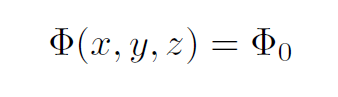 Φ(x, y, z) = Φ₀